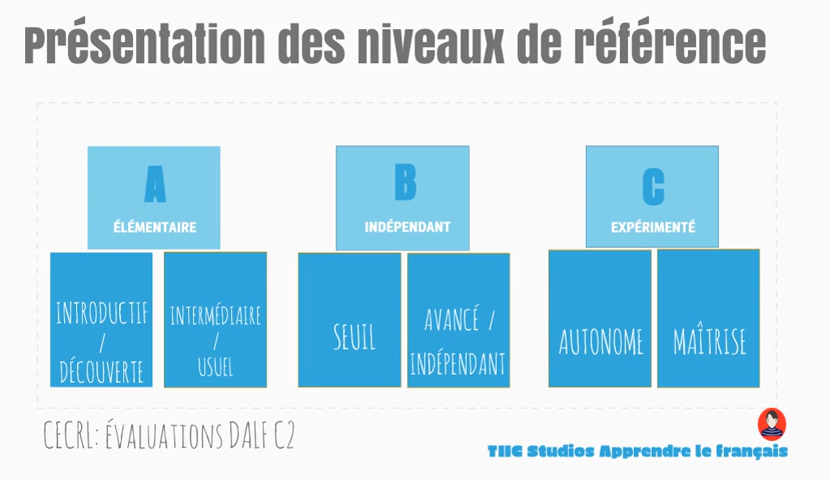 Présentation des niveaux de référence
A
ÉLÉMENTAIRE
B
INDÉPENDANT
C
EXPÉRIMENTÉ
INTRODUCTIF
/
DÉCOUVERTE
INTERMÉDIAIRE
/
USUEL
SEUIL
AVANCÉ /
INDÉPENDANT
AUTONOME
MAÎTRISE
CECRL: ÉVALUATIONS DALF C2
TIIC Studios Apprendre le français